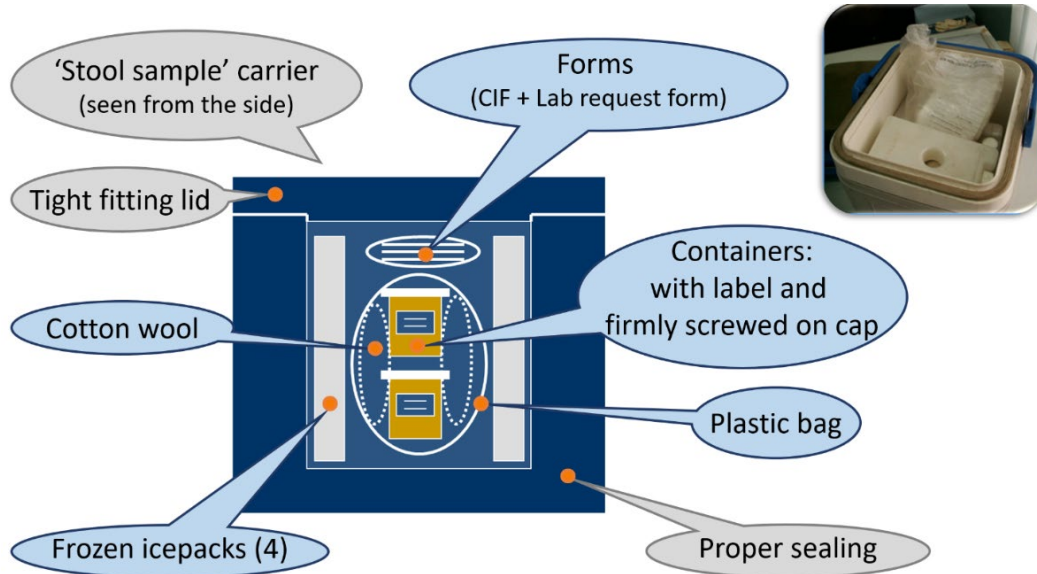 ‘Stool sample’ carrier
(seen from the side)
Forms
(CIF + Lab request form)
Tight fitting lid
Containers:
with label and
firmly screwed on cap
Cotton wool
Plastic bag
Frozen icepacks (4)
Proper sealing